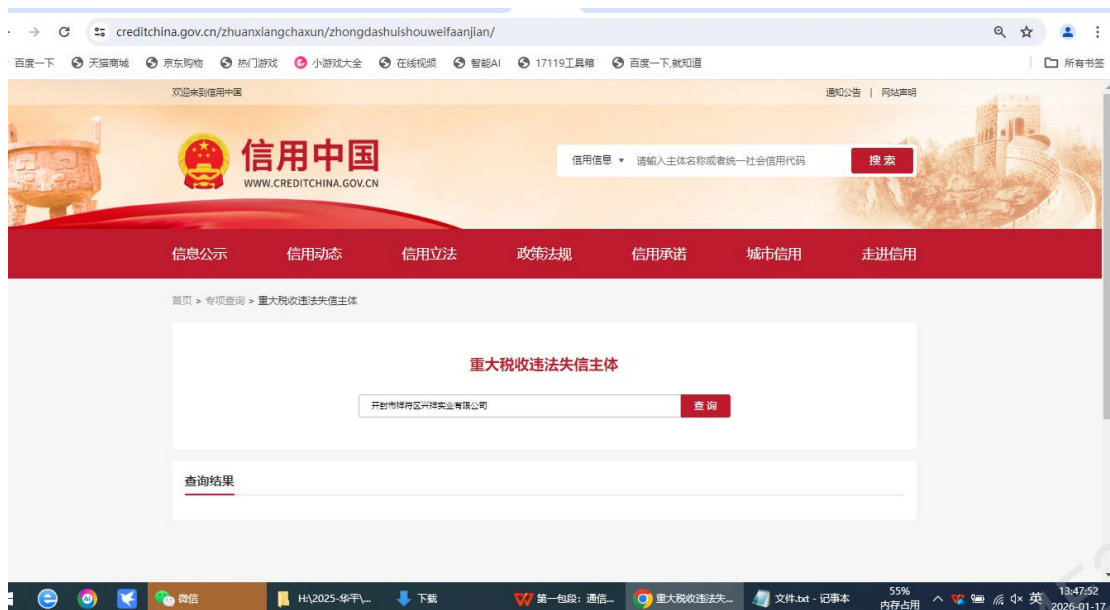 creditchina.gov.cn/zhuanxiangchaxun/zhongdashuishouweifaanjian/
百度一下 天猫商城 京东购物 热门游戏 小游戏大全 在线视频 智能AI 17119工具箱 百度一下,就知道 所有书签
欢迎来到信用中国 通知公告 | 网站声明
信用中国
WWW.CREDITCHINA.GOV.CN
信用信息 请输入主体名称或者统一社会信用代码 搜索
信息公示 信用动态 信用立法 政策法规 信用承诺 城市信用 走进信用
首页 > 专项查询 > 重大税收违法失信主体
重大税收违法失信主体
开封市祥符区兴祥实业有限公司 查询
查询结果
微信 H:\2025-华平\... 下载 第一包段：通信... 重大税收违法失... 文件.txt - 记事本 55% 内存占用 英 13:47:52
2026-01-12